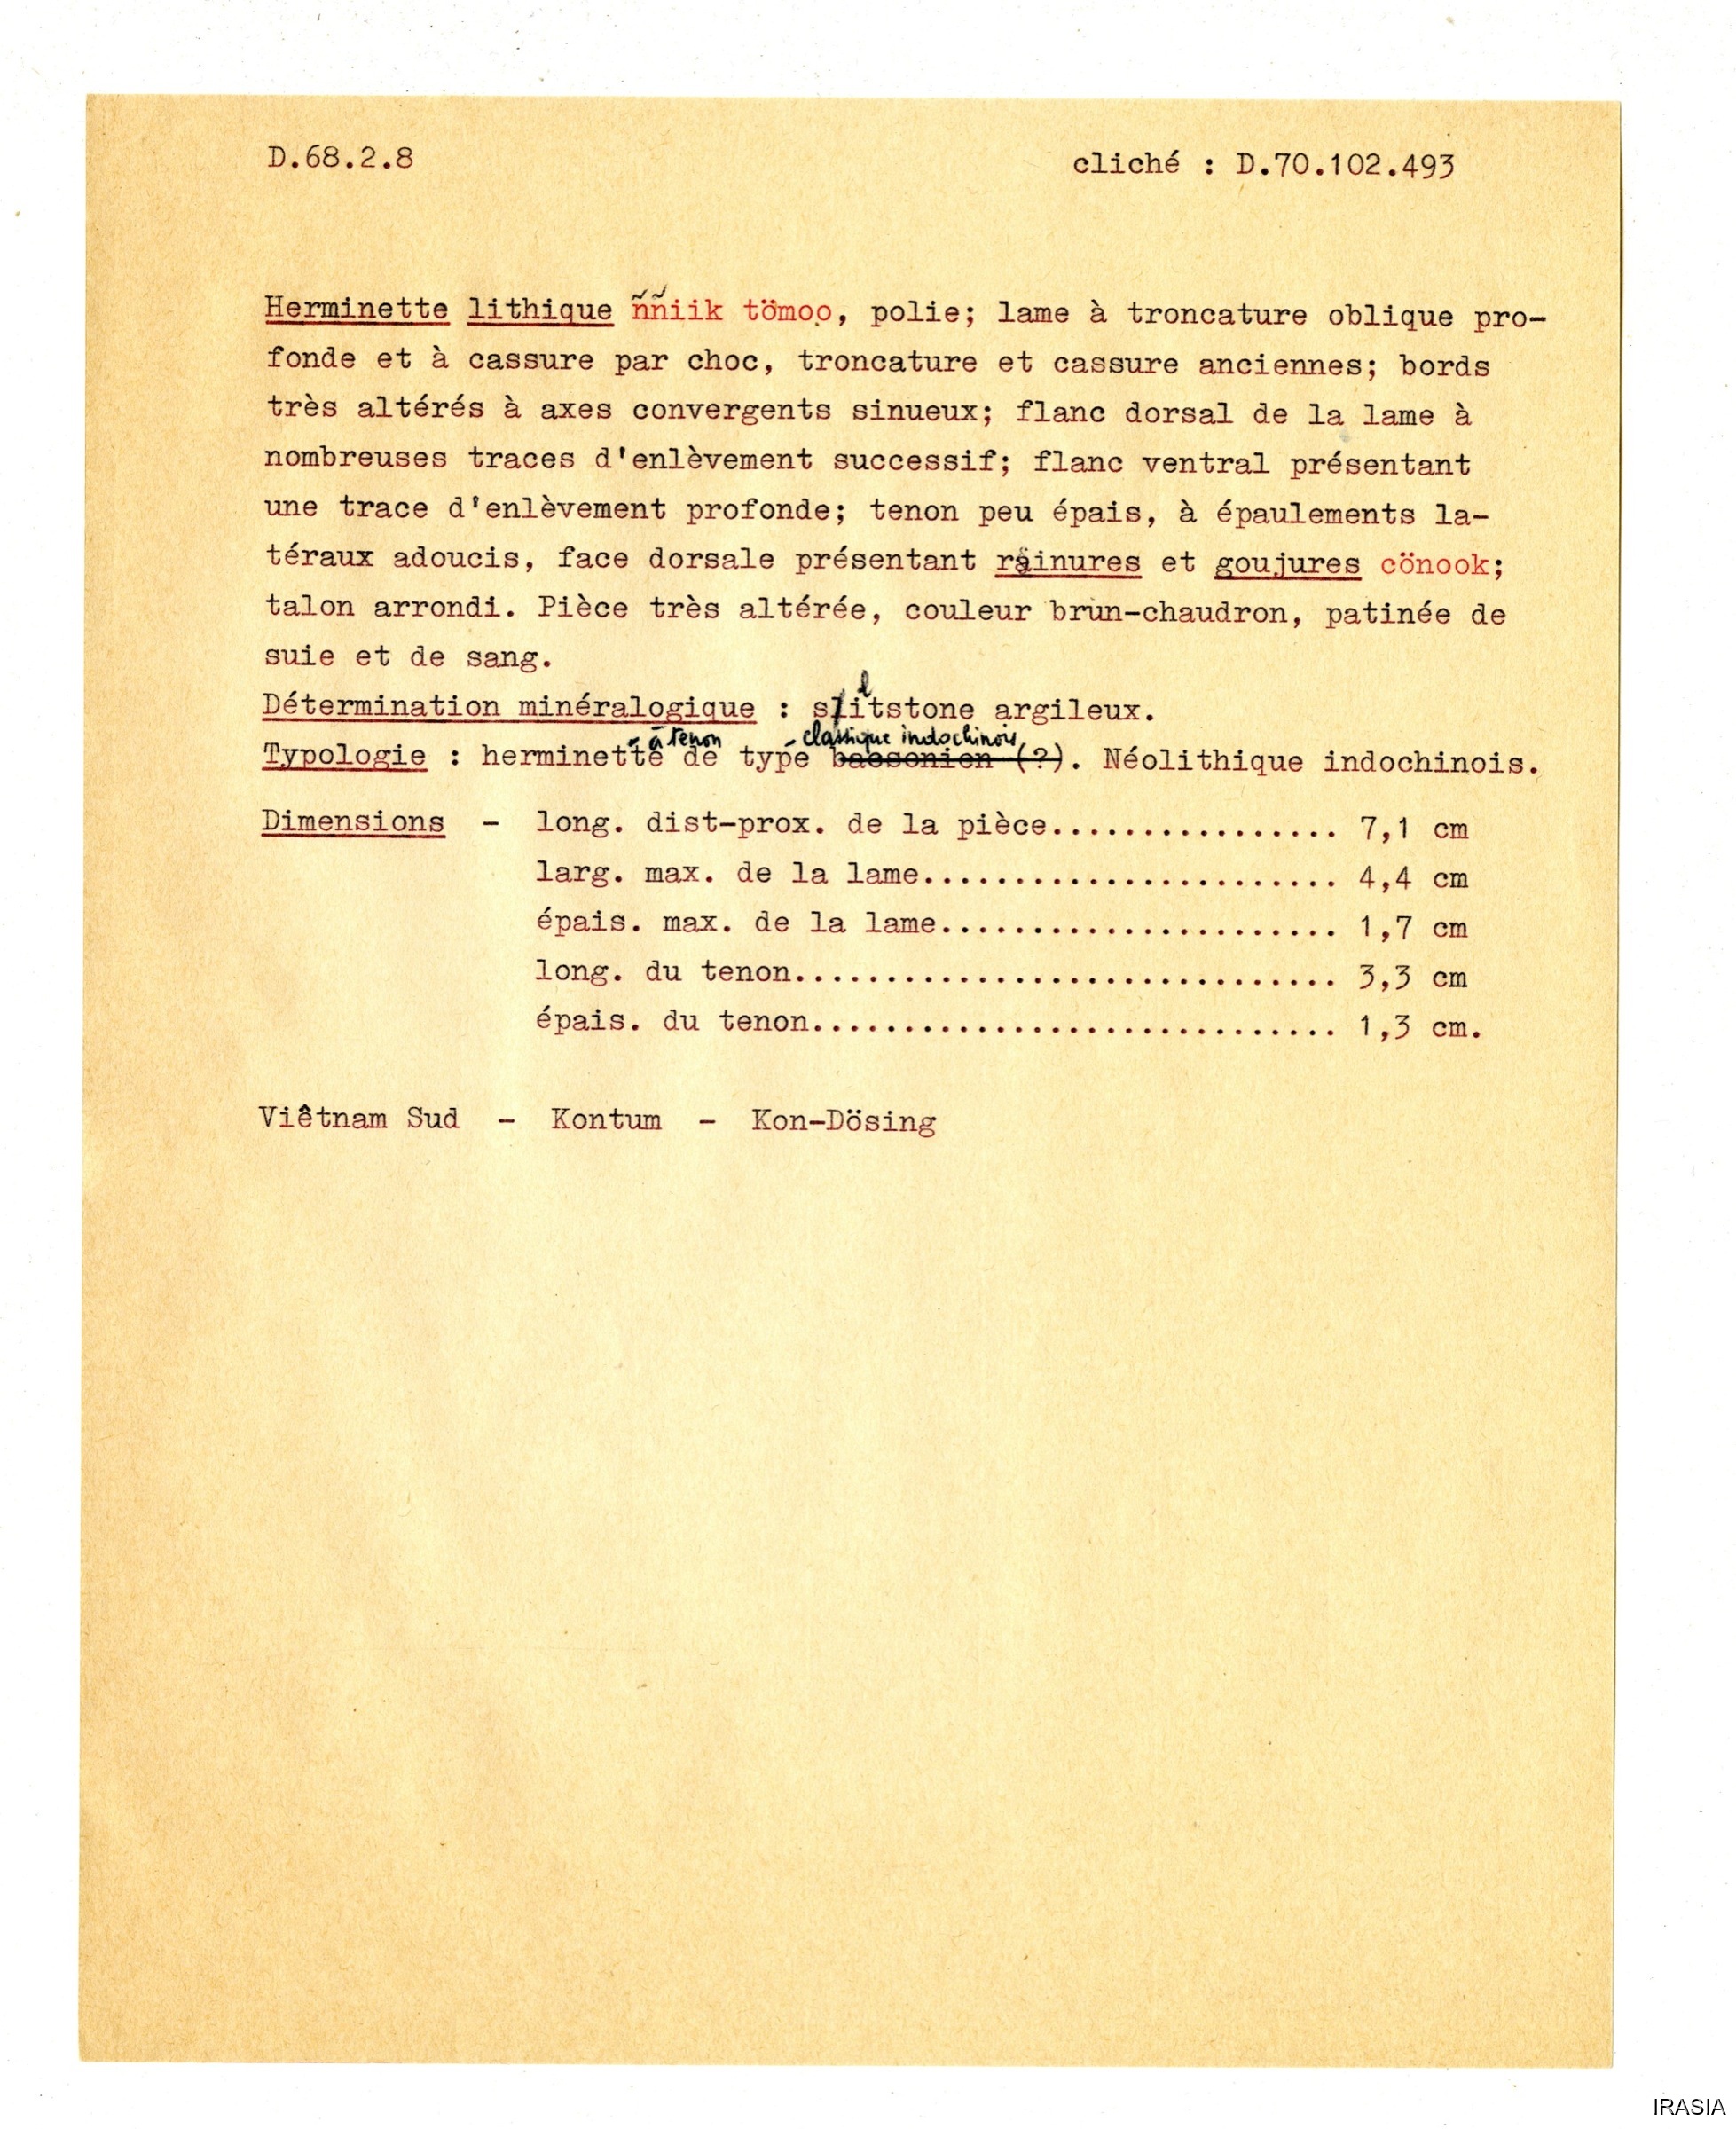 D.68.2.8
cliché : D.70.102.493
Herminette lithique ññiik tömoọ, polie; lame à troncature oblique pro-
fonde et à cassure par choc, troncature et cassure anciennes; bords
très altérés à axes convergents sinueux; flanc dorsal de la lame à
nombreuses traces d'enlèvement successif; flanc ventral présentant
une trace d'enlèvement profonde; tenon peu épais, à épaulements la-
téraux adoucis, face dorsale présentant rainures et goujures cönook;
talon arrondi. Pièce très altérée, couleur brun-chaudron, patinée de
suie et de sang.
Détermination minéralogique : siltstone argileux.
Typologie : herminette - à tenon de type - classique indochinois. Néolithique indochinois.
Dimensions - long. dist-prox. de la pièce................ 7,1 cm
larg. max. de la lame....................... 4,4 cm
épais. max. de la lame...................... 1,7 cm
long. du tenon.............................. 3,3 cm
épais. du tenon............................. 1,3 cm.
Viêtnam Sud - Kontum - Kon-Dösing
IRASIA